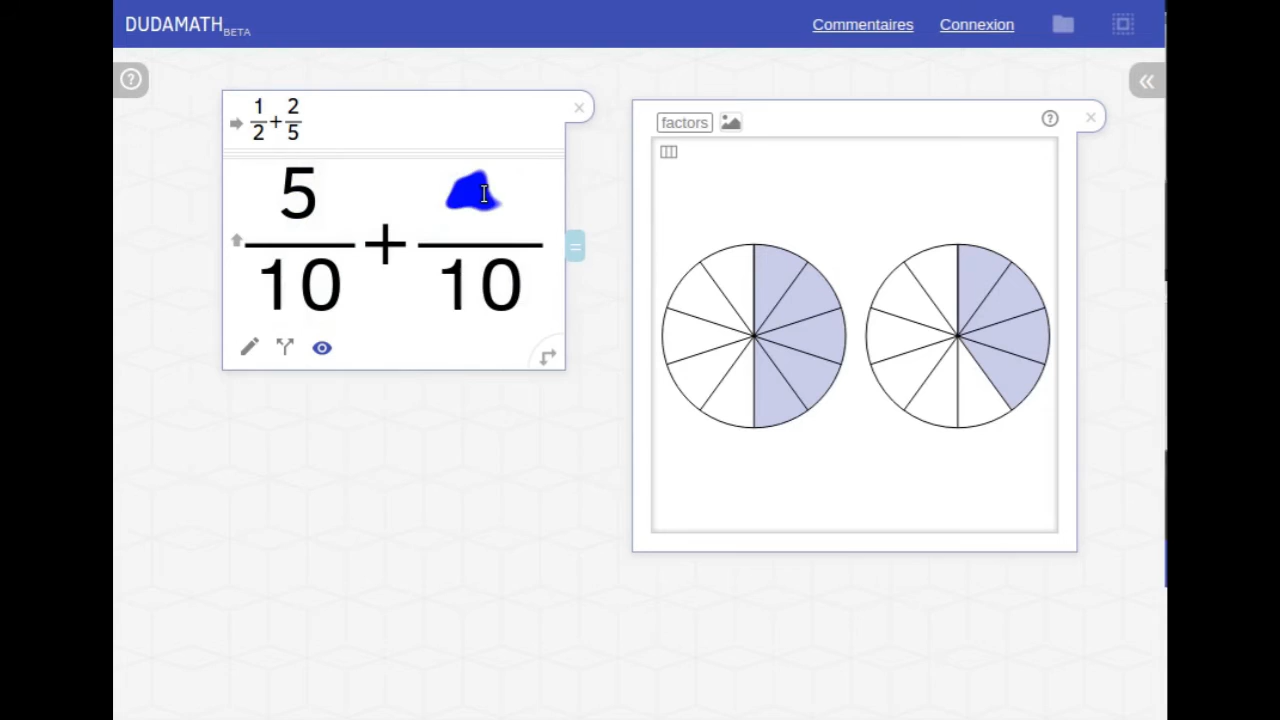 DUDAMATH BETA
Commentaires Connexion
1/2+2/5
factors
5/10 + /10
=